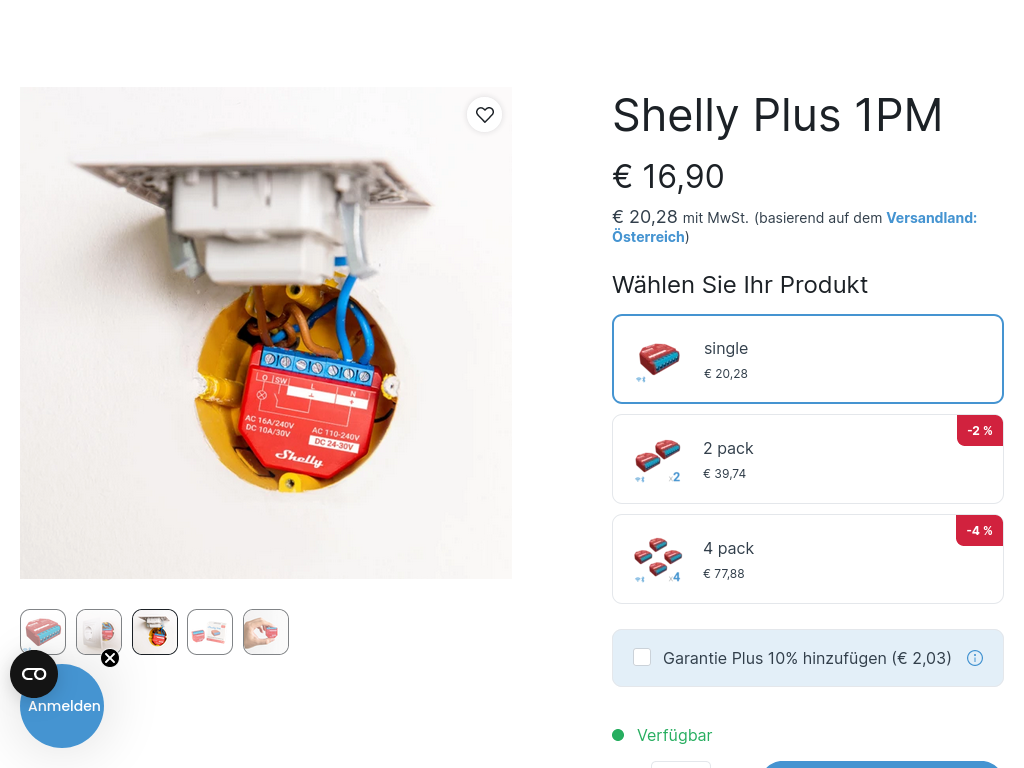 Shelly Plus 1PM
€ 16,90
€ 20,28 mit MwSt. (basierend auf dem Versandland:
Österreich)
Wählen Sie Ihr Produkt
single
€ 20,28
2 pack
€ 39,74
-2 %
x2
4 pack
€ 77,88
-4 %
x4
Garantie Plus 10% hinzufügen (€ 2,03)
Verfügbar
O SW L N
AC 16A/240V
DC 10A/30V
AC 110-240V
DC 24-30V
Shelly
Anmelden